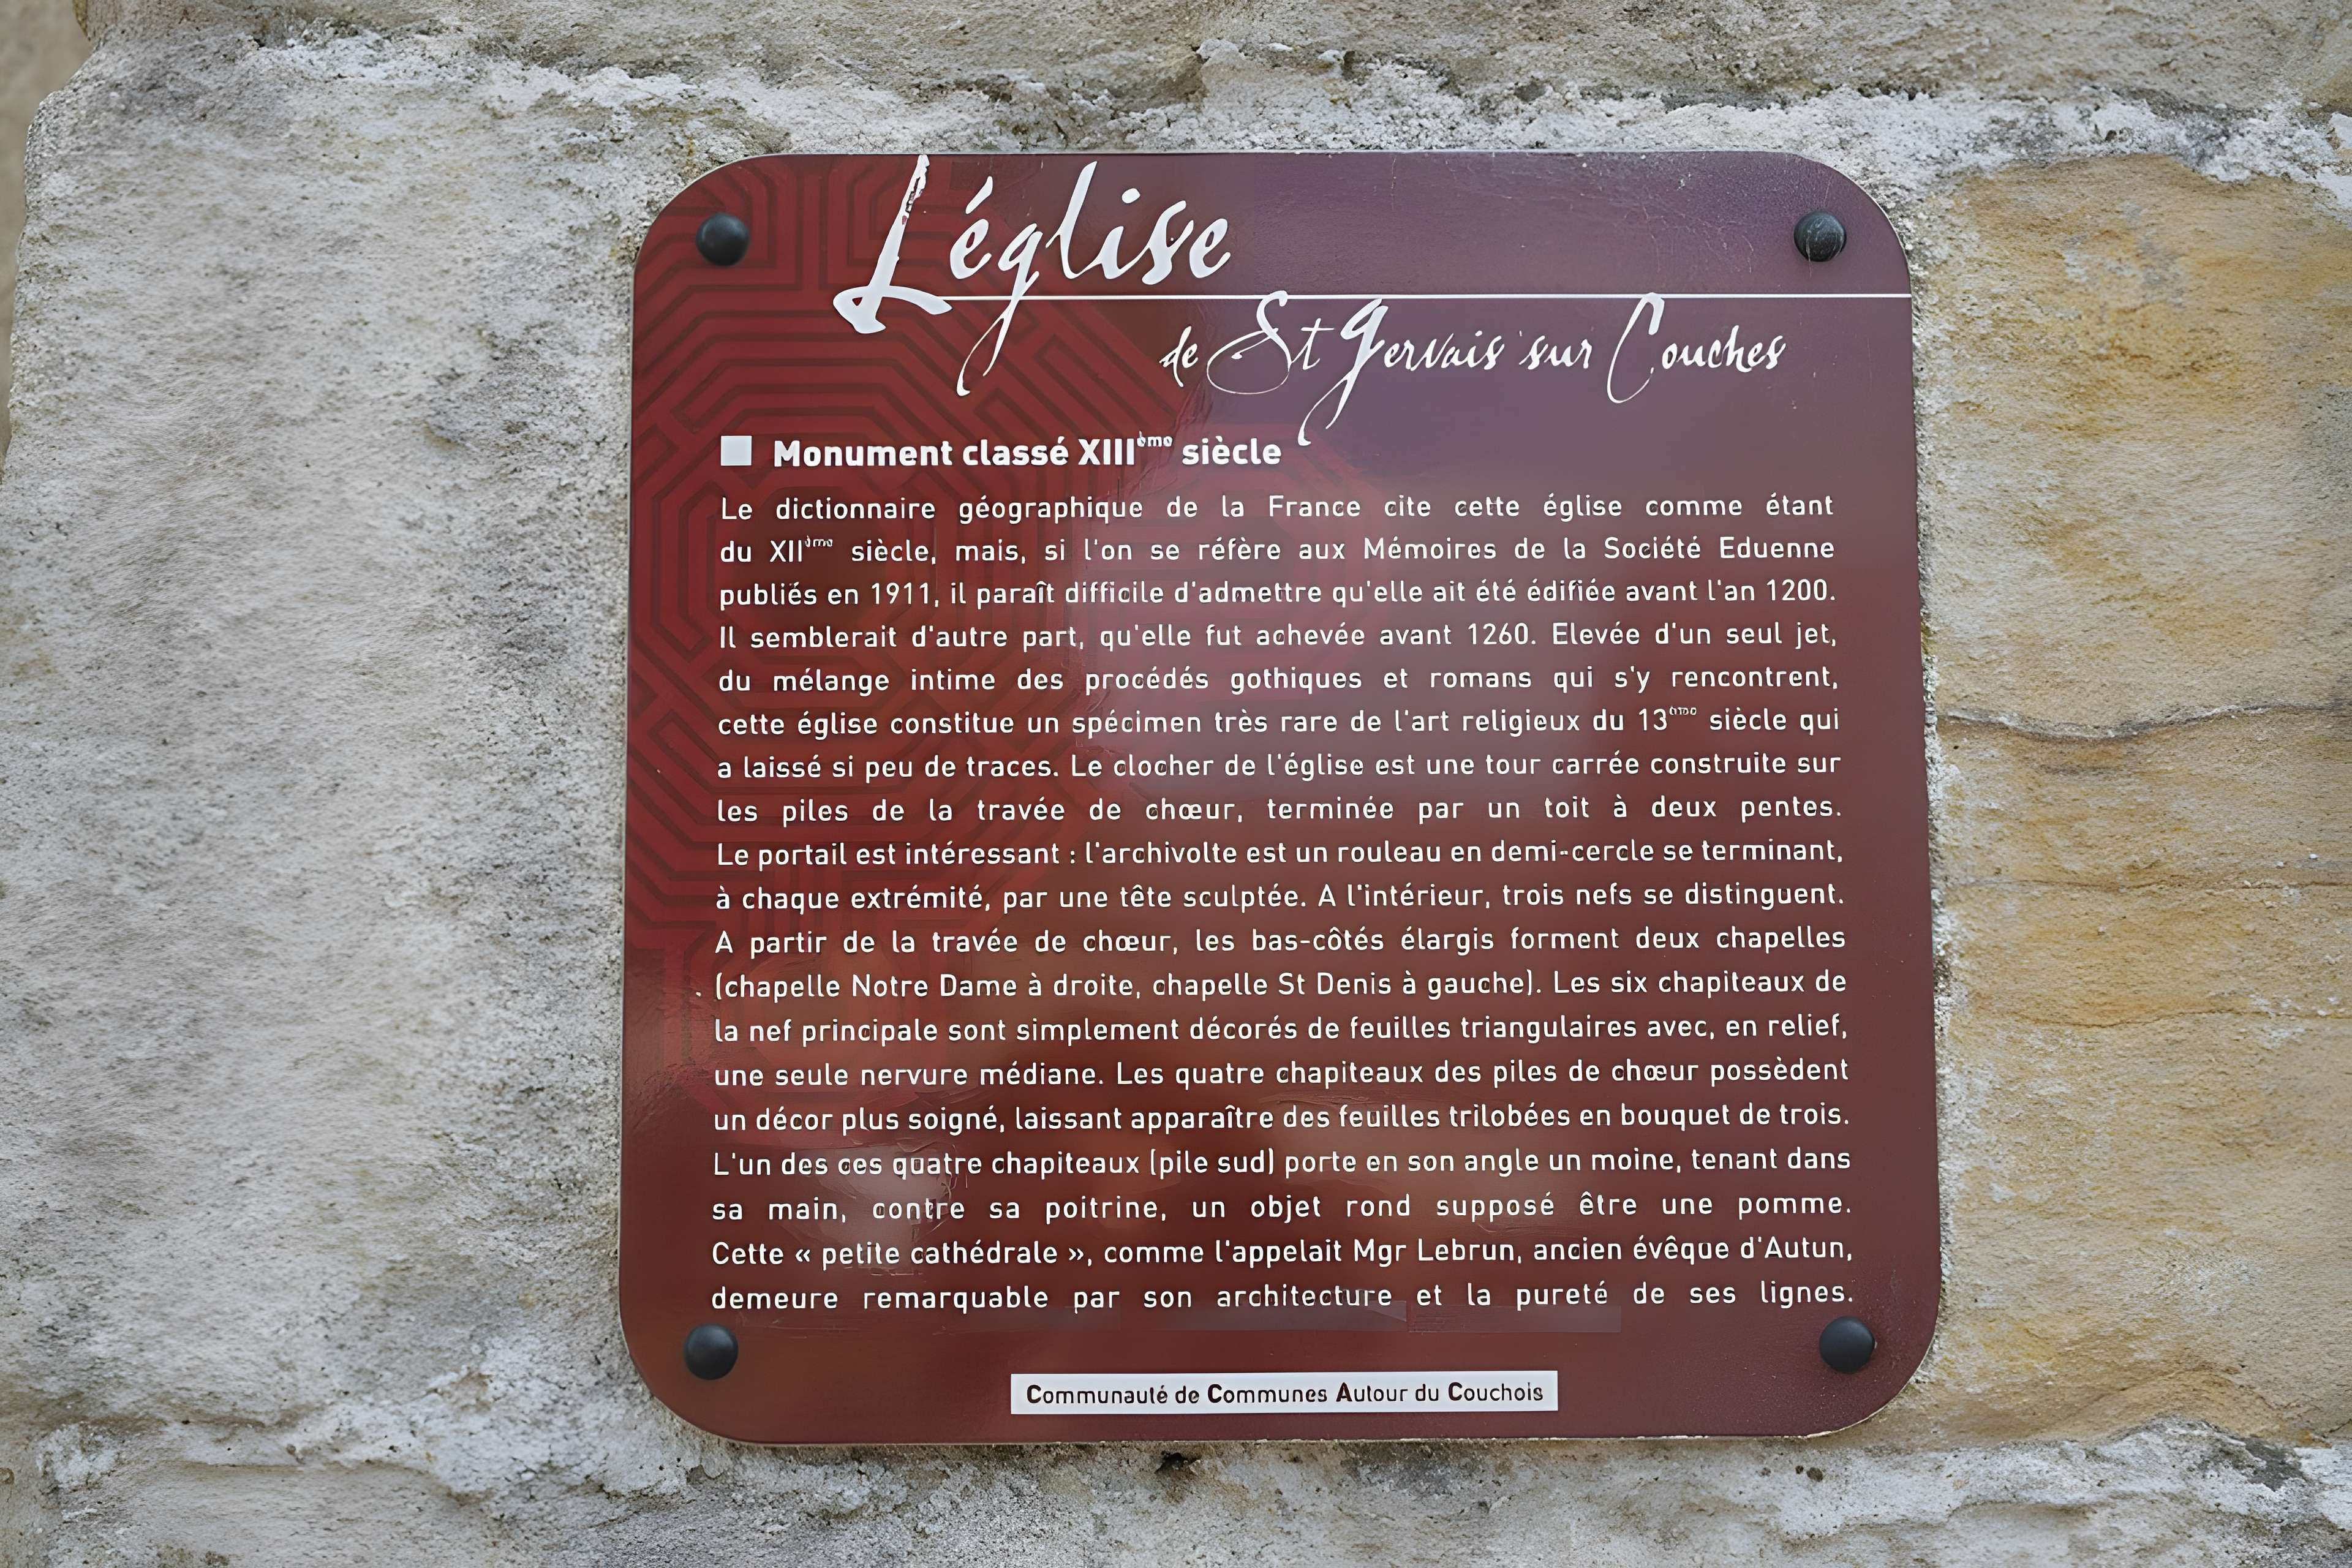 L'église
de St Gervais sur Couches
Monument classé XIIIème siècle
Le dictionnaire géographique de la France cite cette église comme étant
du XIIème siècle, mais, si l'on se réfère aux Mémoires de la Société Eduenne
publiés en 1911, il paraît difficile d'admettre qu'elle ait été édifiée avant l'an 1200.
Il semblerait d'autre part, qu'elle fut achevée avant 1260. Elevée d'un seul jet,
du mélange intime des procédés gothiques et romans qui s'y rencontrent,
cette église constitue un spécimen très rare de l'art religieux du 13ème siècle qui
a laissé si peu de traces. Le clocher de l'église est une tour carrée construite sur
les piles de la travée de chœur, terminée par un toit à deux pentes.
Le portail est intéressant : l'archivolte est un rouleau en demi-cercle se terminant,
à chaque extrémité, par une tête sculptée. A l'intérieur, trois nefs se distinguent.
A partir de la travée de chœur, les bas-côtés élargis forment deux chapelles
(chapelle Notre Dame à droite, chapelle St Denis à gauche). Les six chapiteaux de
la nef principale sont simplement décorés de feuilles triangulaires avec, en relief,
une seule nervure médiane. Les quatre chapiteaux des piles de chœur possèdent
un décor plus soigné, laissant apparaître des feuilles trilobées en bouquet de trois.
L'un des ces quatre chapiteaux (pile sud) porte en son angle un moine, tenant dans
sa main, contre sa poitrine, un objet rond supposé être une pomme.
Cette « petite cathédrale », comme l'appelait Mgr Lebrun, ancien évêque d'Autun,
demeure remarquable par son architecture et la pureté de ses lignes.
Communauté de Communes Autour du Couchois